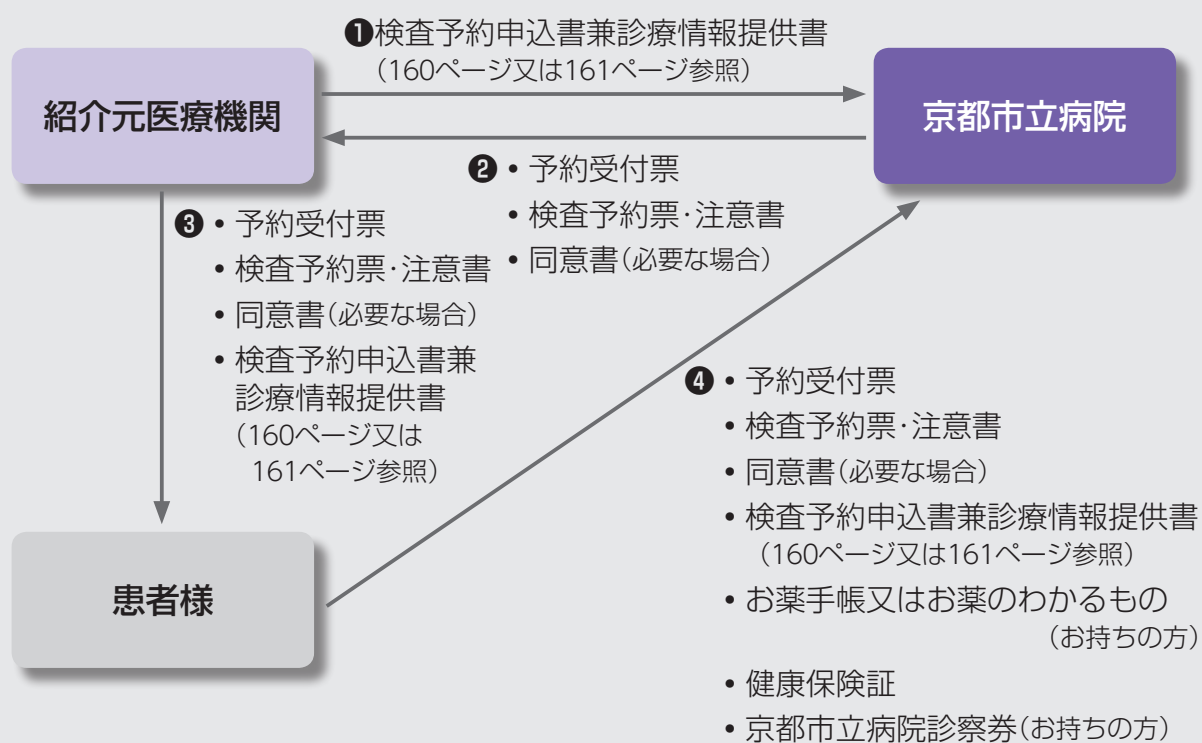 ❶検査予約申込書兼診療情報提供書
(160ページ又は161ページ参照)
紹介元医療機関
京都市立病院
❷ • 予約受付票
• 検査予約票･注意書
• 同意書(必要な場合)
❸ • 予約受付票
• 検査予約票･注意書
• 同意書(必要な場合)
• 検査予約申込書兼
診療情報提供書
(160ページ又は
161ページ参照)
患者様
❹ • 予約受付票
• 検査予約票･注意書
• 同意書(必要な場合)
• 検査予約申込書兼診療情報提供書
(160ページ又は161ページ参照)
• お薬手帳又はお薬のわかるもの
(お持ちの方)
• 健康保険証
• 京都市立病院診察券(お持ちの方)